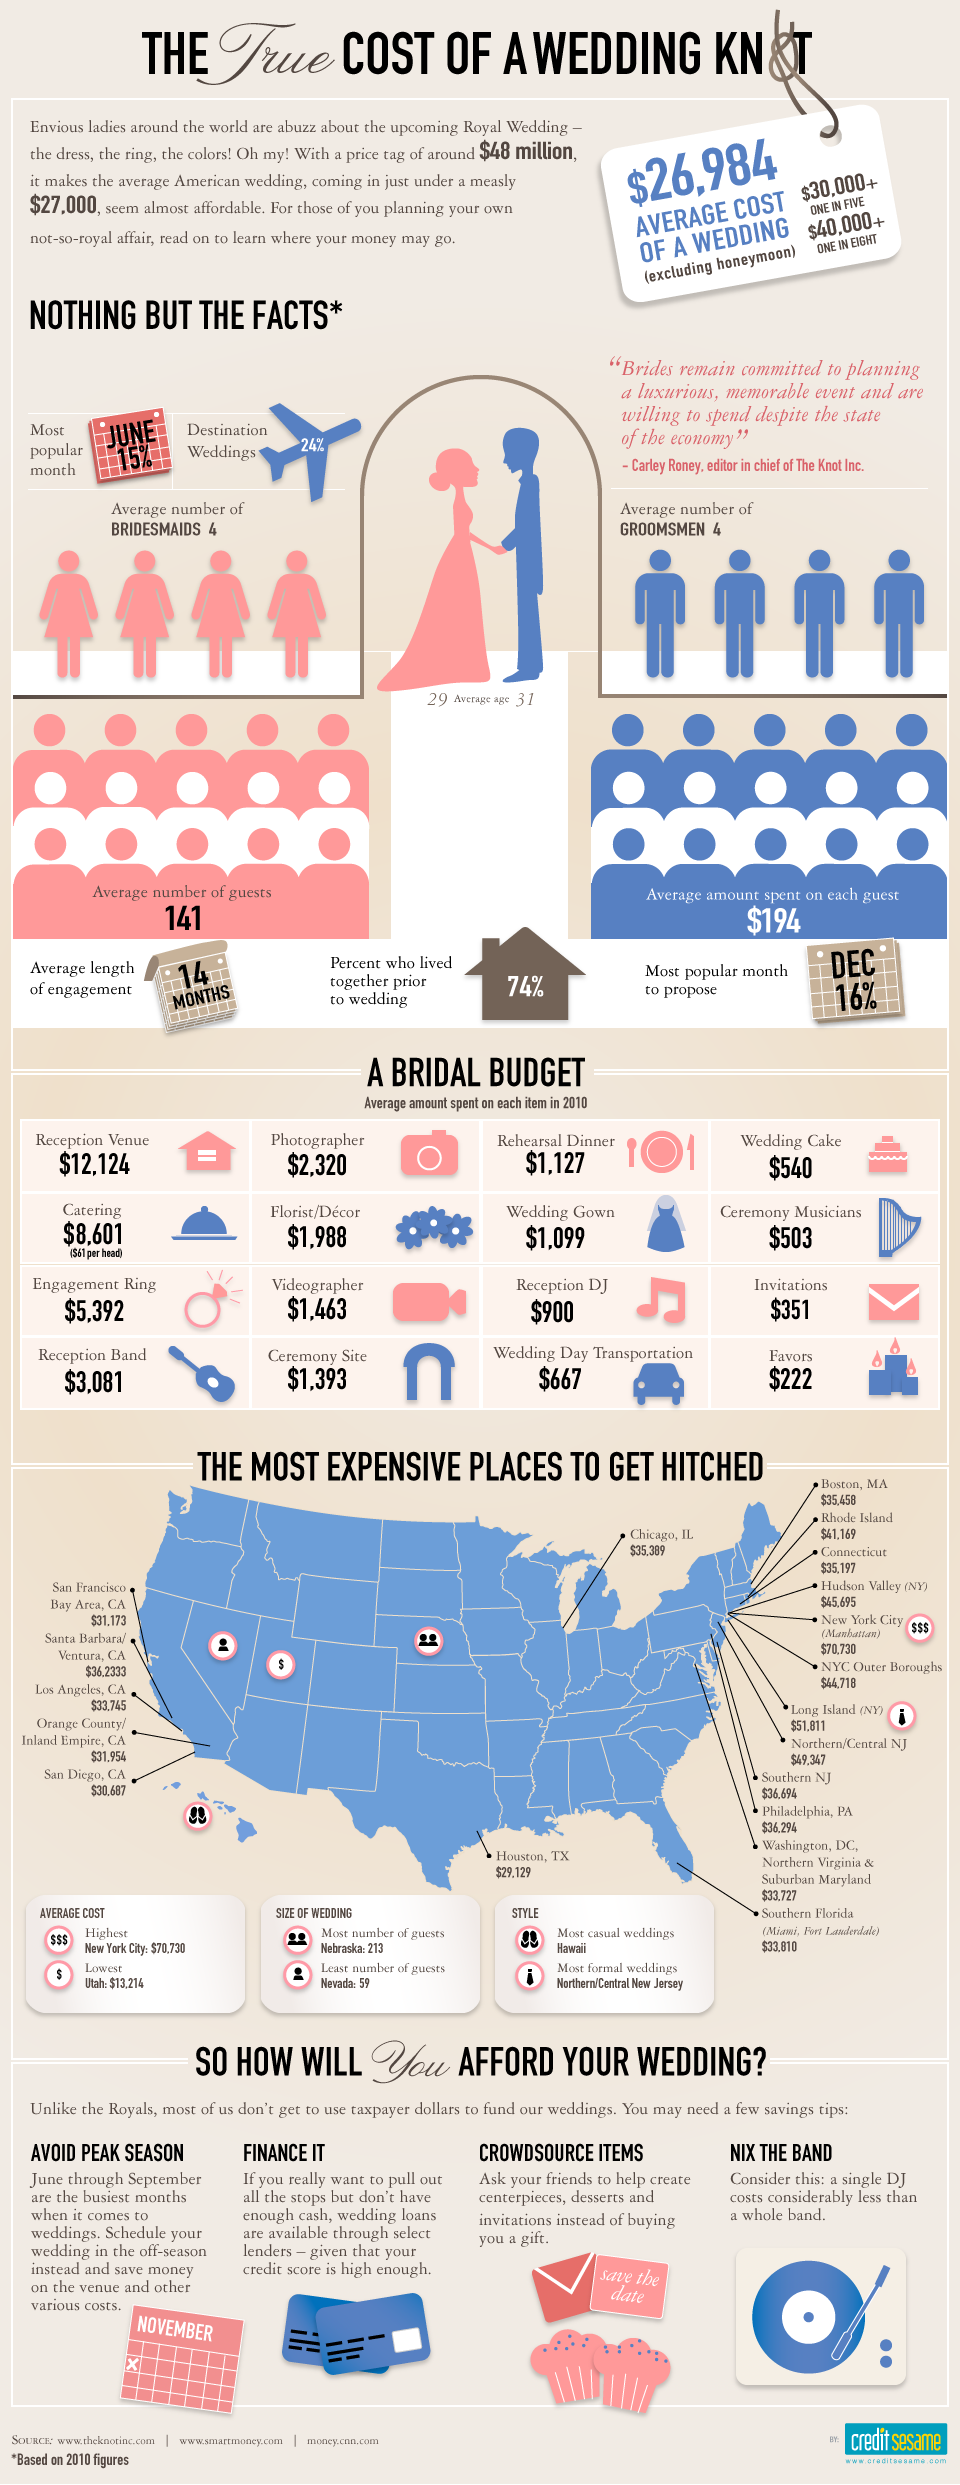 THE True COST OF A WEDDING KNOT
Envious ladies around the world are abuzz about the upcoming Royal Wedding –
the dress, the ring, the colors! Oh my! With a price tag of around $48 million,
it makes the average American wedding, coming in just under a measly
$27,000, seem almost affordable. For those of you planning your own
not-so-royal affair, read on to learn where your money may go.
$26,984
AVERAGE COST
OF A WEDDING
(excluding honeymoon)
$30,000+
ONE IN FIVE
$40,000+
ONE IN EIGHT
NOTHING BUT THE FACTS*
“Brides remain committed to planning
a luxurious, memorable event and are
willing to spend despite the state
of the economy”
- Carley Roney, editor in chief of The Knot Inc.
Most
popular
month
JUNE
15%
Destination
Weddings
24%
Average number of
BRIDESMAIDS 4
Average number of
GROOMSMEN 4
29 Average age 31
Average number of guests
141
Average amount spent on each guest
$194
Average length
of engagement
14
MONTHS
Percent who lived
together prior
to wedding
74%
Most popular month
to propose
DEC
16%
A BRIDAL BUDGET
Average amount spent on each item in 2010
Reception Venue
$12,124
Photographer
$2,320
Rehearsal Dinner
$1,127
Wedding Cake
$540
Catering
$8,601
($61 per head)
Florist/Décor
$1,988
Wedding Gown
$1,099
Ceremony Musicians
$503
Engagement Ring
$5,392
Videographer
$1,463
Reception DJ
$900
Invitations
$351
Reception Band
$3,081
Ceremony Site
$1,393
Wedding Day Transportation
$667
Favors
$222
THE MOST EXPENSIVE PLACES TO GET HITCHED
San Francisco
Bay Area, CA
$31,173
Santa Barbara/
Ventura, CA
$36,2333
Los Angeles, CA
$33,745
Orange County/
Inland Empire, CA
$31,954
San Diego, CA
$30,687
$
Chicago, IL
$35,389
Houston, TX
$29,129
Boston, MA
$35,458
Rhode Island
$41,169
Connecticut
$35,197
Hudson Valley (NY)
$45,695
New York City
(Manhattan)
$70,730
$$$
NYC Outer Boroughs
$44,718
Long Island (NY)
$51,811
Northern/Central NJ
$49,347
Southern NJ
$36,694
Philadelphia, PA
$36,294
Washington, DC,
Northern Virginia &
Suburban Maryland
$33,727
Southern Florida
(Miami, Fort Lauderdale)
$33,810
AVERAGE COST
$$$
Highest
New York City: $70,730
$
Lowest
Utah: $13,214
SIZE OF WEDDING
Most number of guests
Nebraska: 213
Least number of guests
Nevada: 59
STYLE
Most casual weddings
Hawaii
Most formal weddings
Northern/Central New Jersey
SO HOW WILL You AFFORD YOUR WEDDING?
Unlike the Royals, most of us don't get to use taxpayer dollars to fund our weddings. You may need a few savings tips:
AVOID PEAK SEASON
June through September
are the busiest months
when it comes to
weddings. Schedule your
wedding in the off-season
instead and save money
on the venue and other
various costs.
NOVEMBER
FINANCE IT
If you really want to pull out
all the stops but don't have
enough cash, wedding loans
are available through select
lenders – given that your
credit score is high enough.
CROWDSOURCE ITEMS
Ask your friends to help create
centerpieces, desserts and
invitations instead of buying
you a gift.
save the
date
NIX THE BAND
Consider this: a single DJ
costs considerably less than
a whole band.
SOURCE: www.theknotinc.com | www.smartmoney.com | money.cnn.com
*Based on 2010 figures
BY: credit sesame
www.creditsesame.com